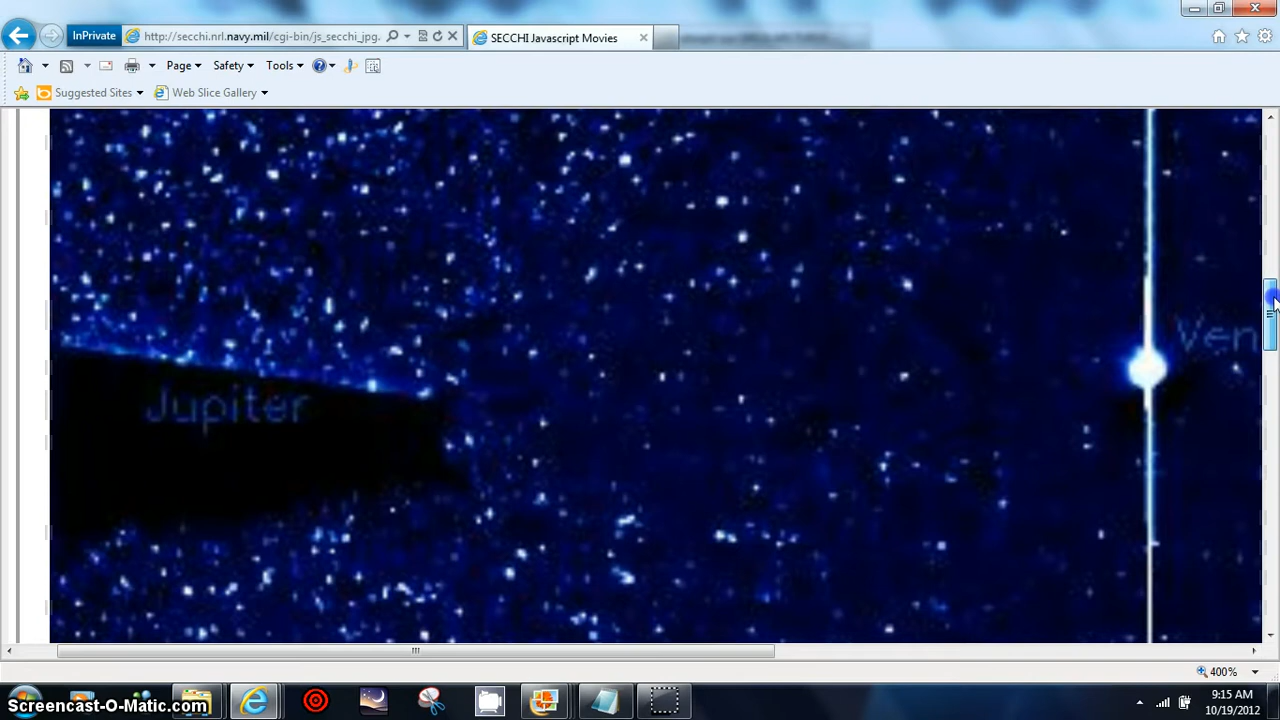 InPrivate
http://secchi.nrl.navy.mil/cgi-bin/js_secchi_jpg.
SECCHI Javascript Movies
Page
Safety
Tools
Suggested Sites
Web Slice Gallery
Ven
Jupiter
400%
9:15 AM
10/19/2012
Screencast-O-Matic.com